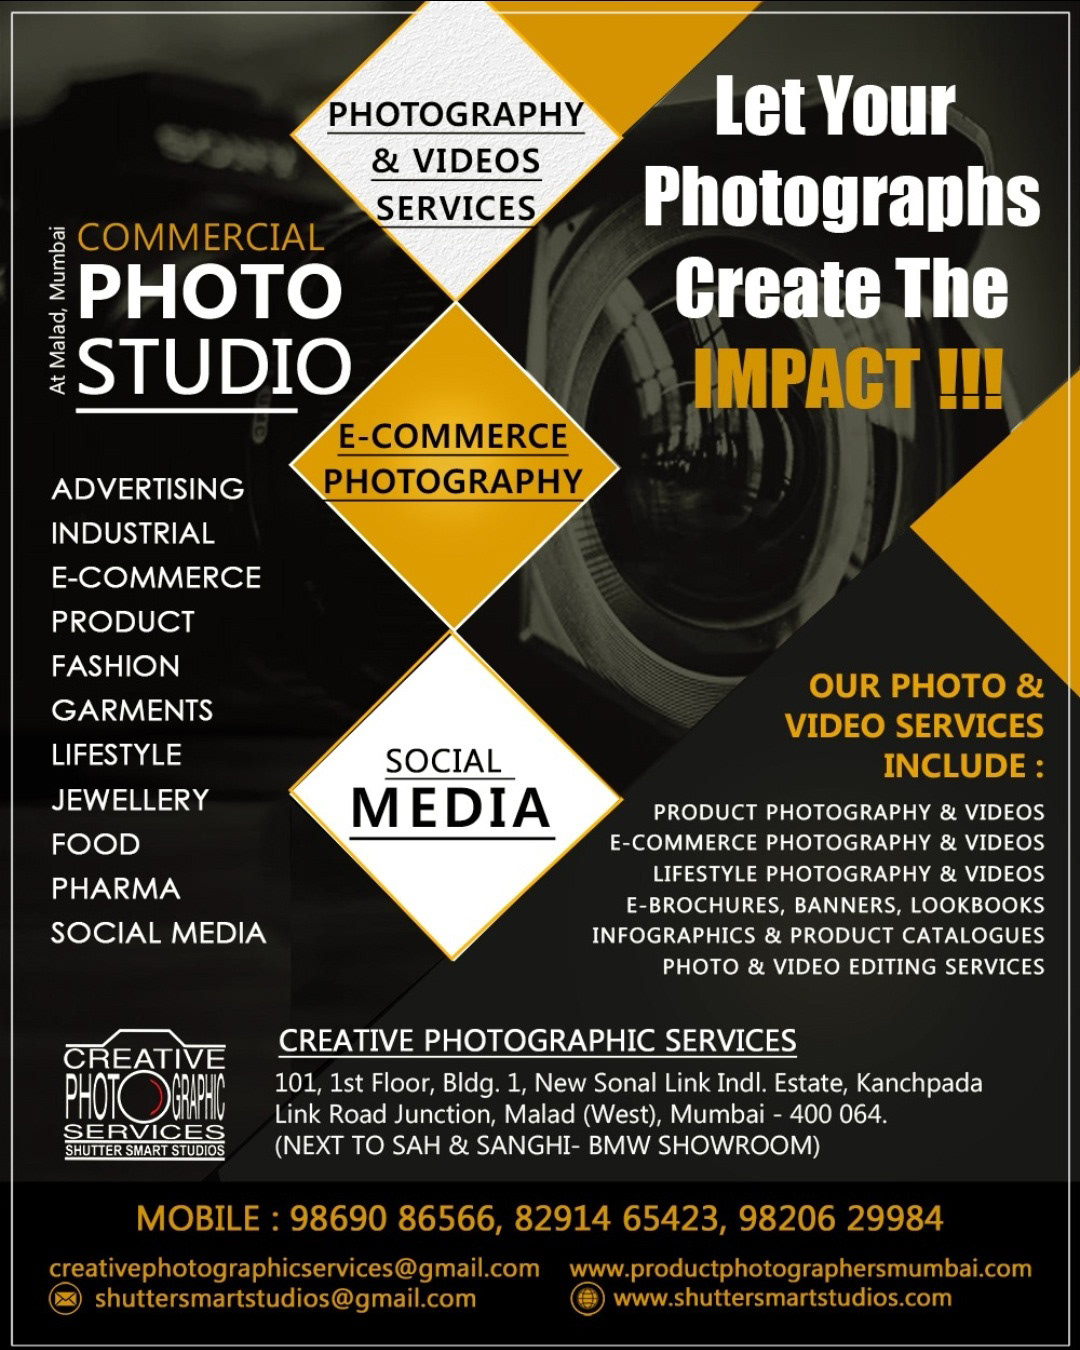 PHOTOGRAPHY
& VIDEOS
SERVICES
Let Your
Photographs
Create The
IMPACT !!!
At Malad, Mumbai
COMMERCIAL
PHOTO
STUDIO
E-COMMERCE
PHOTOGRAPHY
ADVERTISING
INDUSTRIAL
E-COMMERCE
PRODUCT
FASHION
GARMENTS
LIFESTYLE
JEWELLERY
FOOD
PHARMA
SOCIAL MEDIA
SOCIAL
MEDIA
OUR PHOTO &
VIDEO SERVICES
INCLUDE :
PRODUCT PHOTOGRAPHY & VIDEOS
E-COMMERCE PHOTOGRAPHY & VIDEOS
LIFESTYLE PHOTOGRAPHY & VIDEOS
E-BROCHURES, BANNERS, LOOKBOOKS
INFOGRAPHICS & PRODUCT CATALOGUES
PHOTO & VIDEO EDITING SERVICES
CREATIVE
PHOTOGRAPHIC
SERVICES
SHUTTER SMART STUDIOS
CREATIVE PHOTOGRAPHIC SERVICES
101, 1st Floor, Bldg. 1, New Sonal Link Indl. Estate, Kanchpada
Link Road Junction, Malad (West), Mumbai - 400 064.
(NEXT TO SAH & SANGHI- BMW SHOWROOM)
MOBILE : 98690 86566, 82914 65423, 98206 29984
creativephotographicservices@gmail.com
shuttersmartstudios@gmail.com
www.productphotographersmumbai.com
www.shuttersmartstudios.com